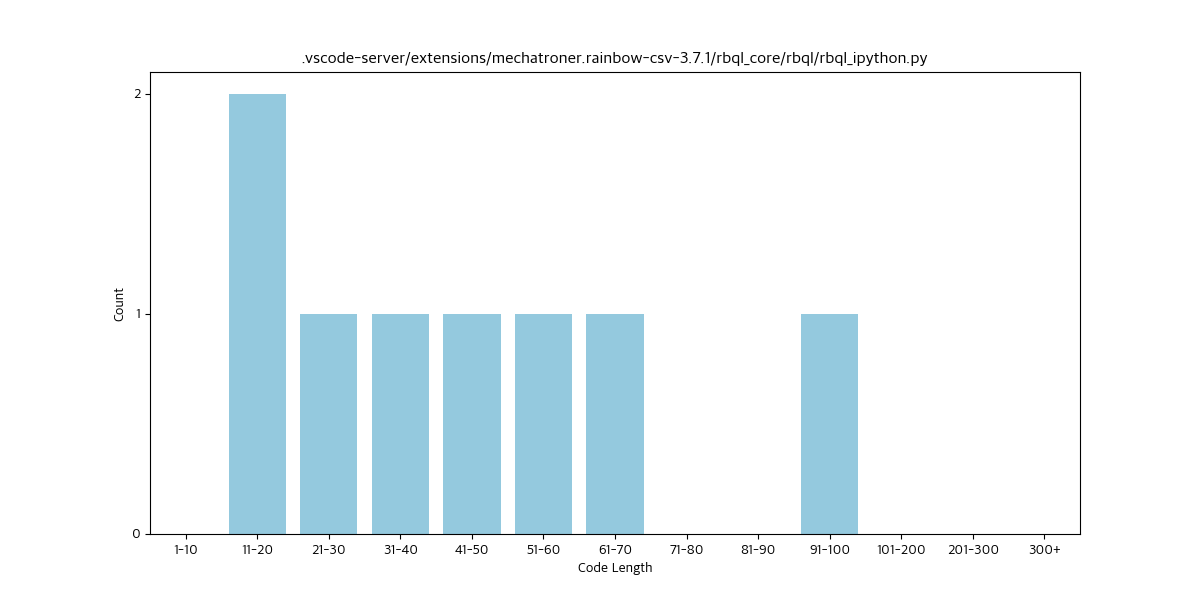 .vscode-server/extensions/mechatroner.rainbow-csv-3.7.1/rbql_core/rbql/rbql_ipython.py
2
1
0
Count
1-10 11-20 21-30 31-40 41-50 51-60 61-70 71-80 81-90 91-100 101-200 201-300 300+
Code Length